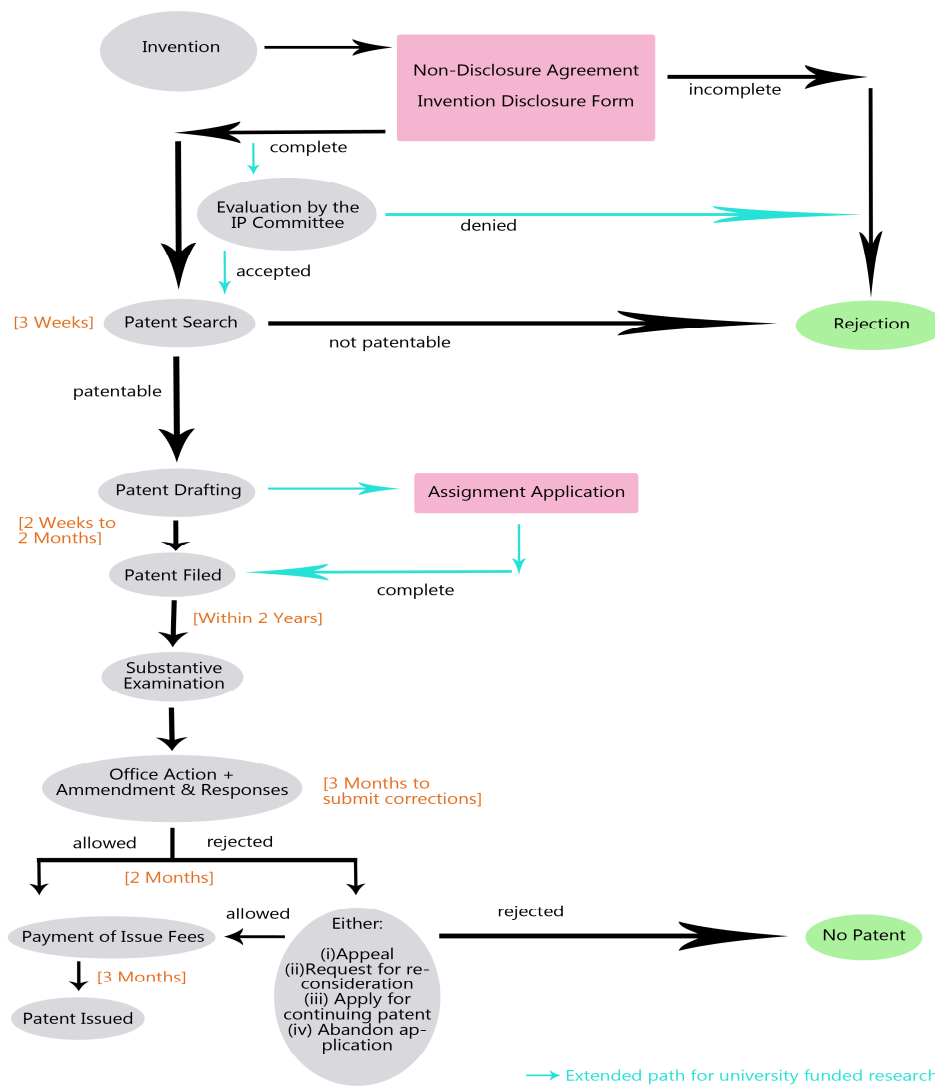 Invention
Non-Disclosure Agreement
Invention Disclosure Form
incomplete
complete
Evaluation by the
IP Committee
denied
accepted
[3 Weeks]
Patent Search
not patentable
Rejection
patentable
Patent Drafting
Assignment Application
[2 Weeks to
2 Months]
Patent Filed
complete
[Within 2 Years]
Substantive
Examination
Office Action +
Ammendment & Responses
[3 Months to
submit corrections]
allowed
rejected
[2 Months]
Payment of Issue Fees
allowed
Either:
(i)Appeal
(ii)Request for re-
consideration
(iii) Apply for
continuing patent
(iv) Abandon ap-
plication
rejected
No Patent
[3 Months]
Patent Issued
Extended path for university funded research